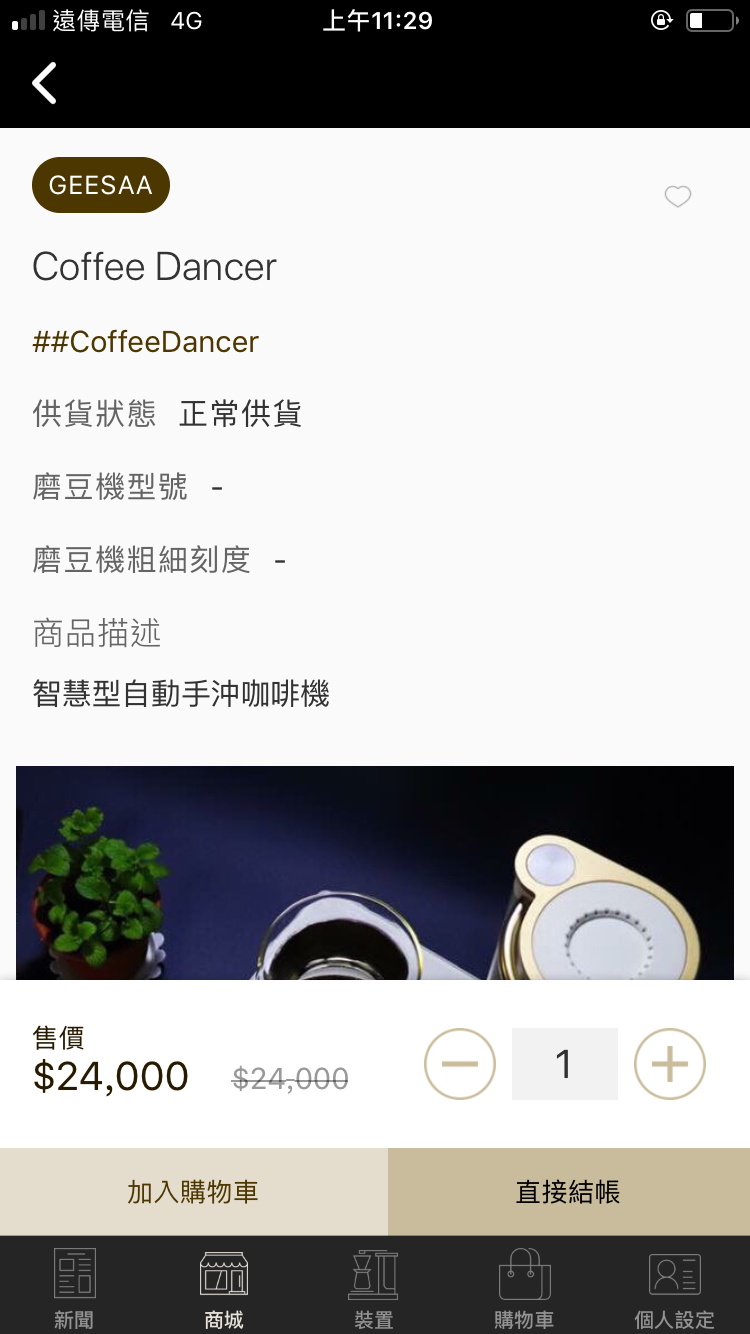 遠傳電信 4G 上午11:29
GEESAA
Coffee Dancer
##CoffeeDancer
供貨狀態 正常供貨
磨豆機型號 -
磨豆機粗細刻度 -
商品描述
智慧型自動手沖咖啡機
售價
$24,000 $24,000
1
加入購物車 直接結帳
新聞 商城 裝置 購物車 個人設定